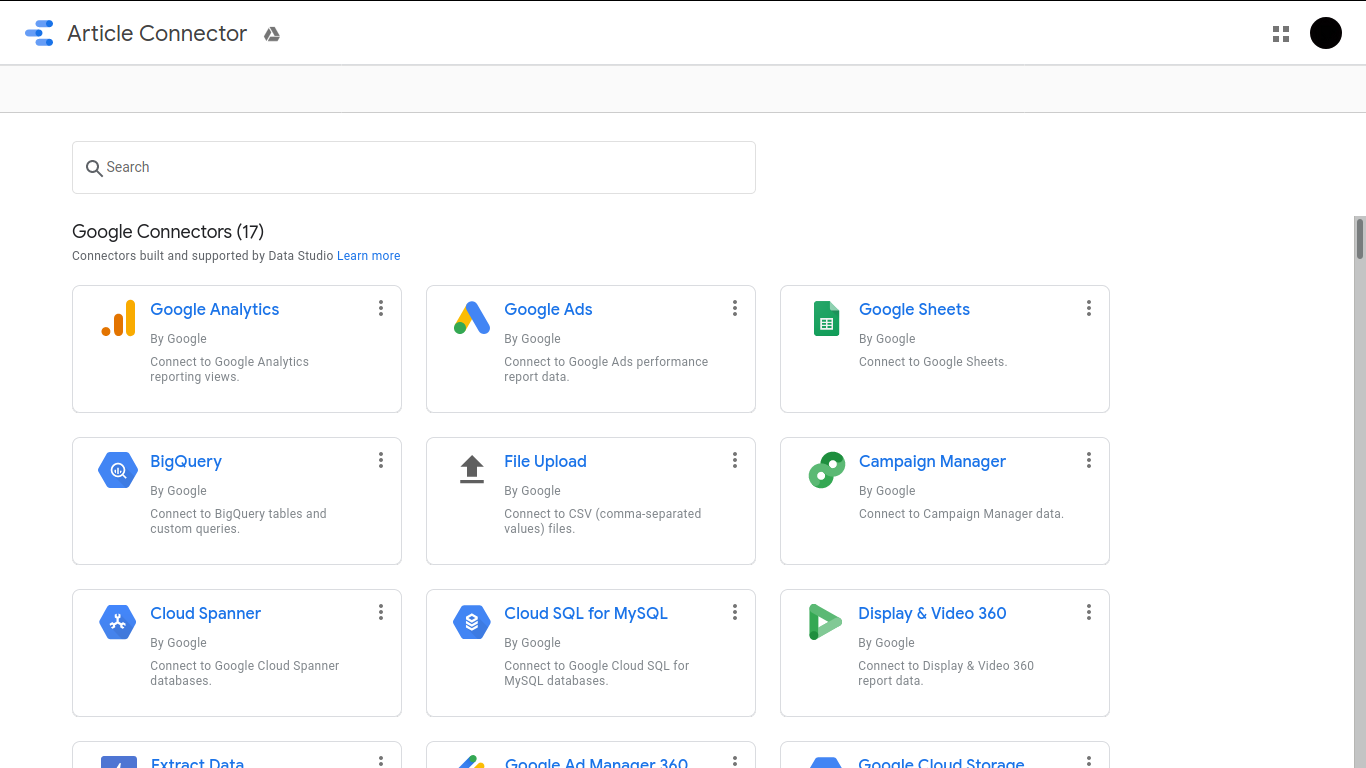 Article Connector
Search
Google Connectors (17)
Connectors built and supported by Data Studio Learn more
Google Analytics
By Google
Connect to Google Analytics
reporting views.
Google Ads
By Google
Connect to Google Ads performance
report data.
Google Sheets
By Google
Connect to Google Sheets.
BigQuery
By Google
Connect to BigQuery tables and
custom queries.
File Upload
By Google
Connect to CSV (comma-separated
values) files.
Campaign Manager
By Google
Connect to Campaign Manager data.
Cloud Spanner
By Google
Connect to Google Cloud Spanner
databases.
Cloud SQL for MySQL
By Google
Connect to Google Cloud SQL for
MySQL databases.
Display & Video 360
By Google
Connect to Display & Video 360
report data.
Extract Data
Google Ad Manager 360
Google Cloud Storage